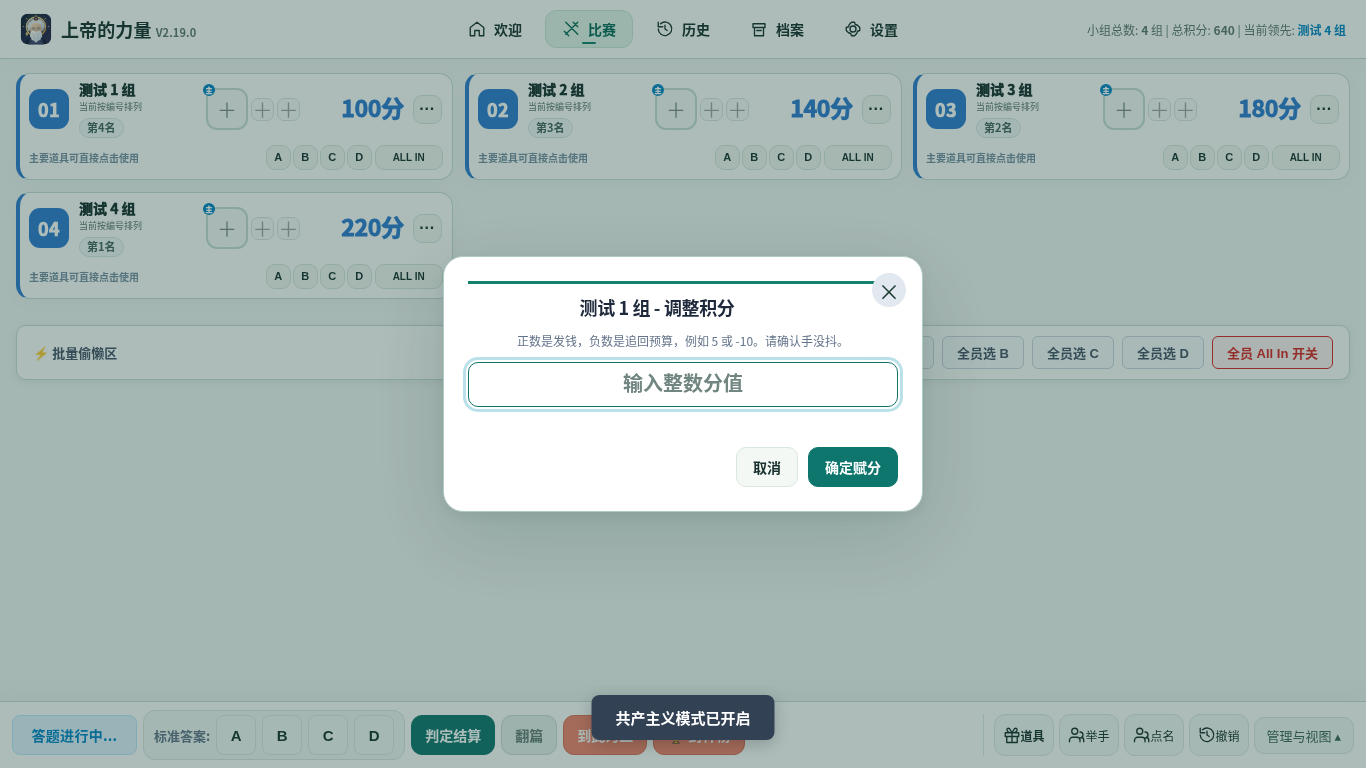 上帝的力量 V2.19.0
欢迎
比赛
历史
档案
设置
小组总数: 4 组 | 总积分: 640 | 当前领先: 测试 4 组
01
测试 1 组
当前按编号排列
第4名
主
100分
主要道具可直接点击使用
A B C D ALL IN
02
测试 2 组
当前按编号排列
第3名
主
140分
主要道具可直接点击使用
A B C D ALL IN
03
测试 3 组
当前按编号排列
第2名
主
180分
主要道具可直接点击使用
A B C D ALL IN
04
测试 4 组
当前按编号排列
第1名
主
220分
主要道具可直接点击使用
A B C D ALL IN
测试 1 组 - 调整积分
正数是发钱，负数是追回预算，例如 5 或 -10。请确认手没抖。
输入整数分值
取消
确定赋分
⚡ 批量偷懒区
全员选 B
全员选 C
全员选 D
全员 All In 开关
共产主义模式已开启
答题进行中...
标准答案:
A B C D
判定结算
翻篇
道具
举手
点名
撤销
管理与视图 ▴